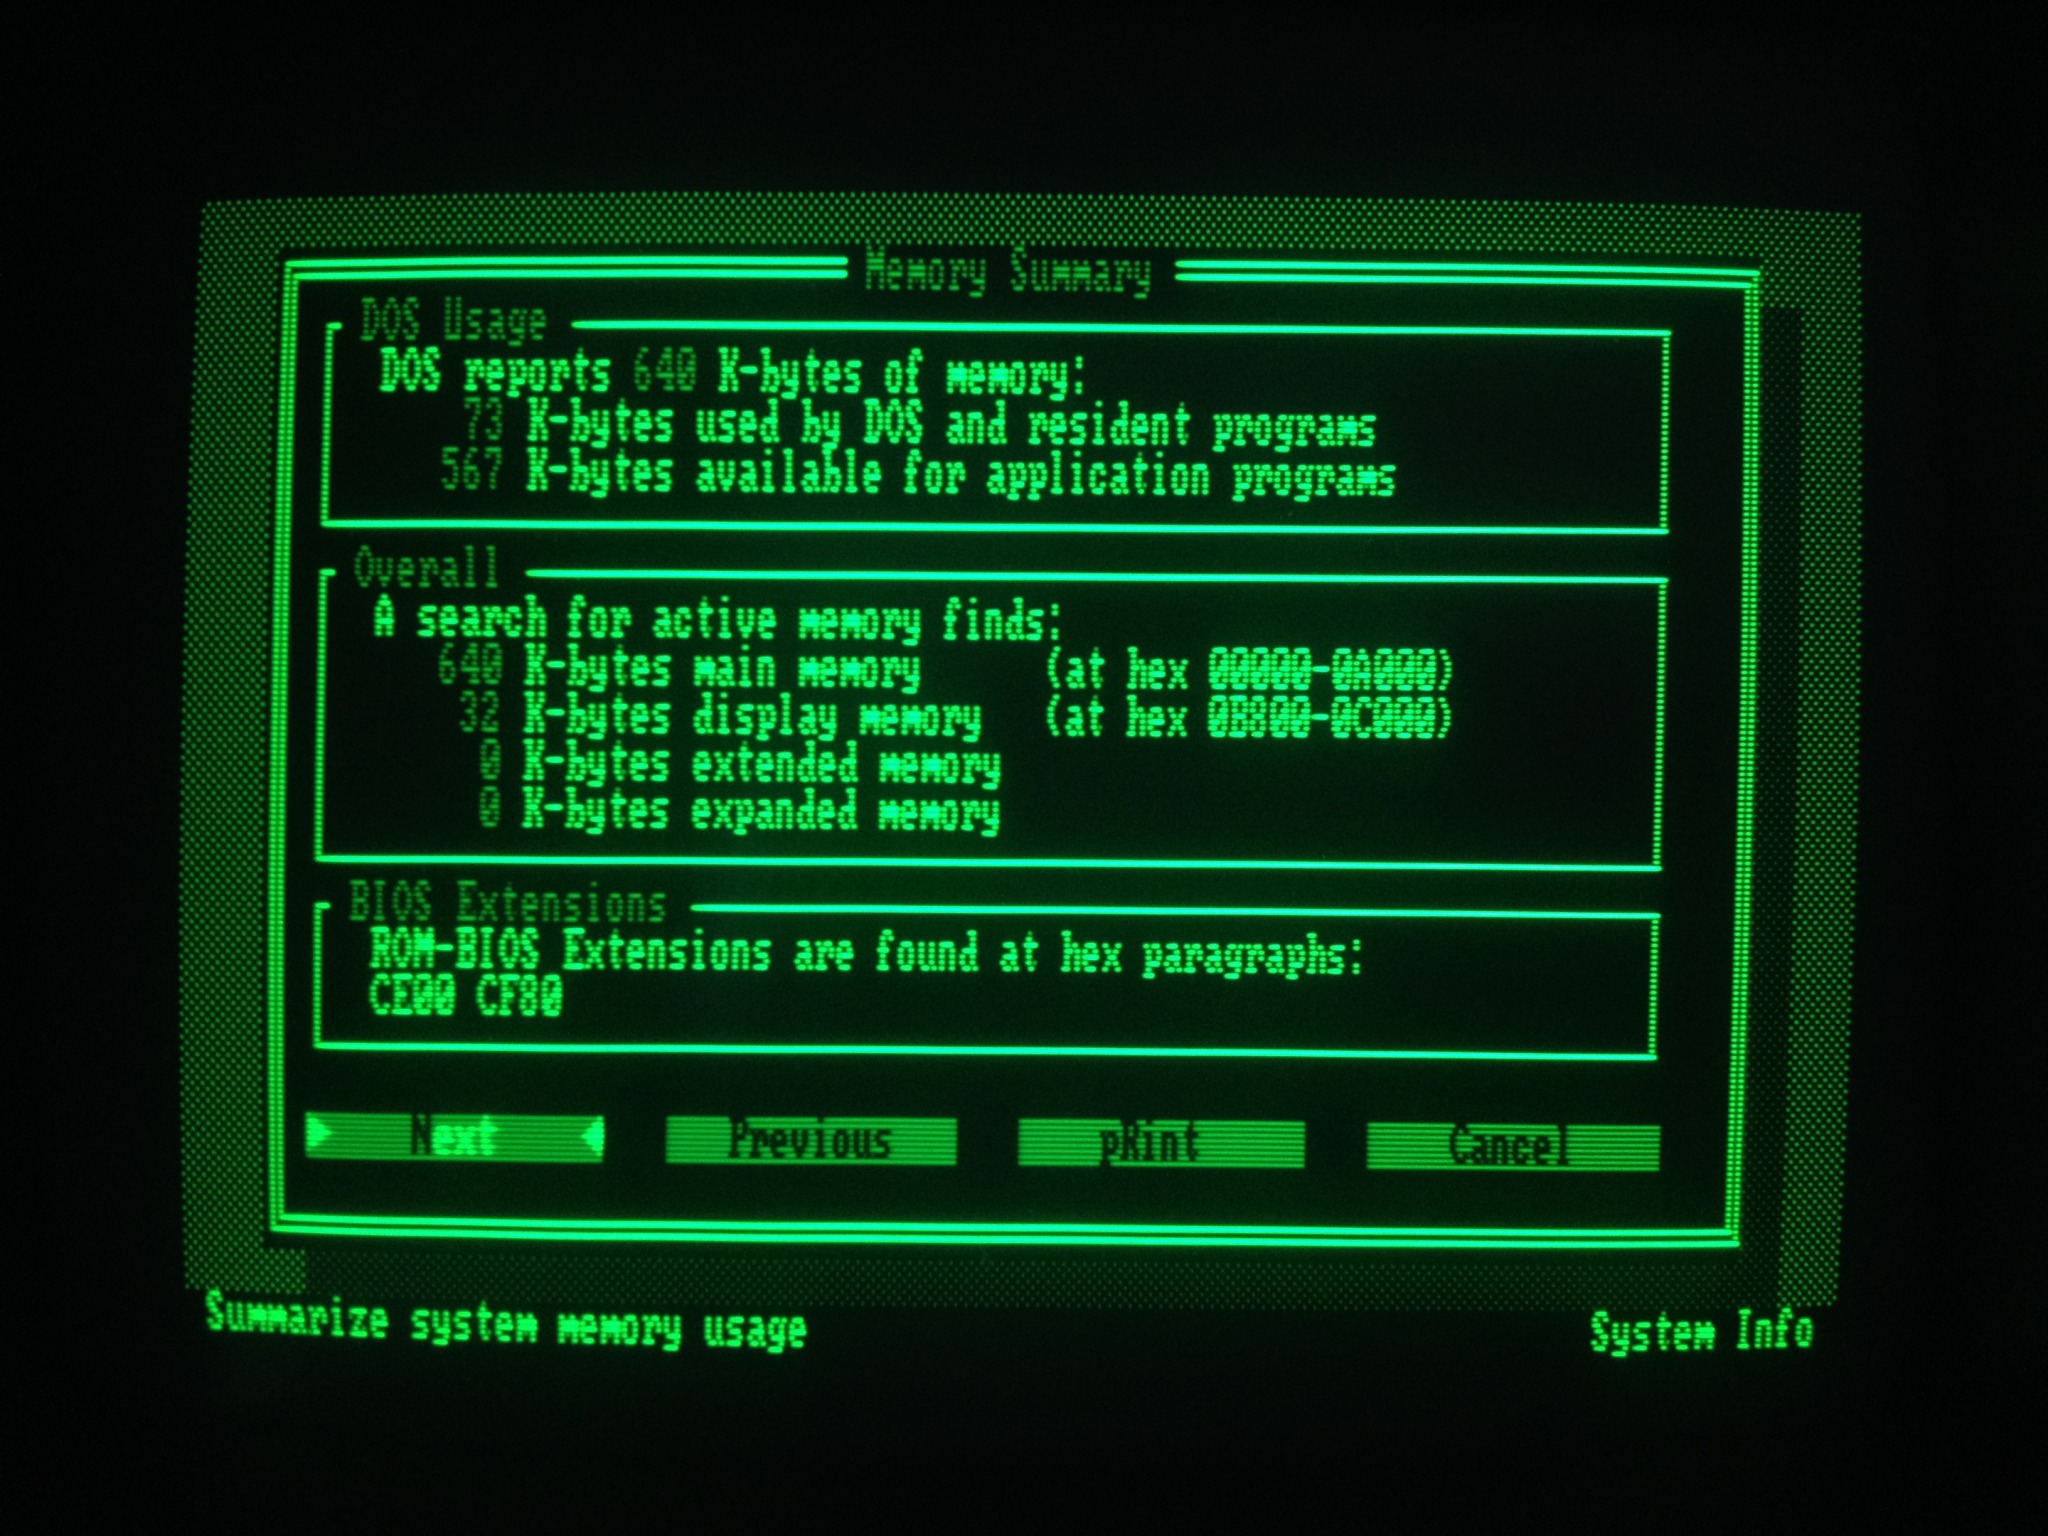 Memory Summary
DOS Usage
DOS reports 640 K-bytes of memory:
73 K-bytes used by DOS and resident programs
567 K-bytes available for application programs
Overall
A search for active memory finds:
640 K-bytes main memory (at hex 00000-0A000)
32 K-bytes display memory (at hex 0B800-0C000)
0 K-bytes extended memory
0 K-bytes expanded memory
BIOS Extensions
ROM-BIOS Extensions are found at hex paragraphs:
CE00 CF80
Next Previous pRint Cancel
Summarize system memory usage System Info